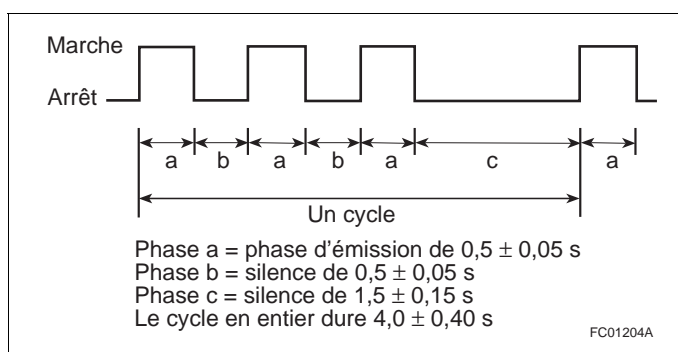 Marche
Arrêt
a b a b a c a
Un cycle
Phase a = phase d'émission de 0,5 ± 0,05 s
Phase b = silence de 0,5 ± 0,05 s
Phase c = silence de 1,5 ± 0,15 s
Le cycle en entier dure 4,0 ± 0,40 s
FC01204A